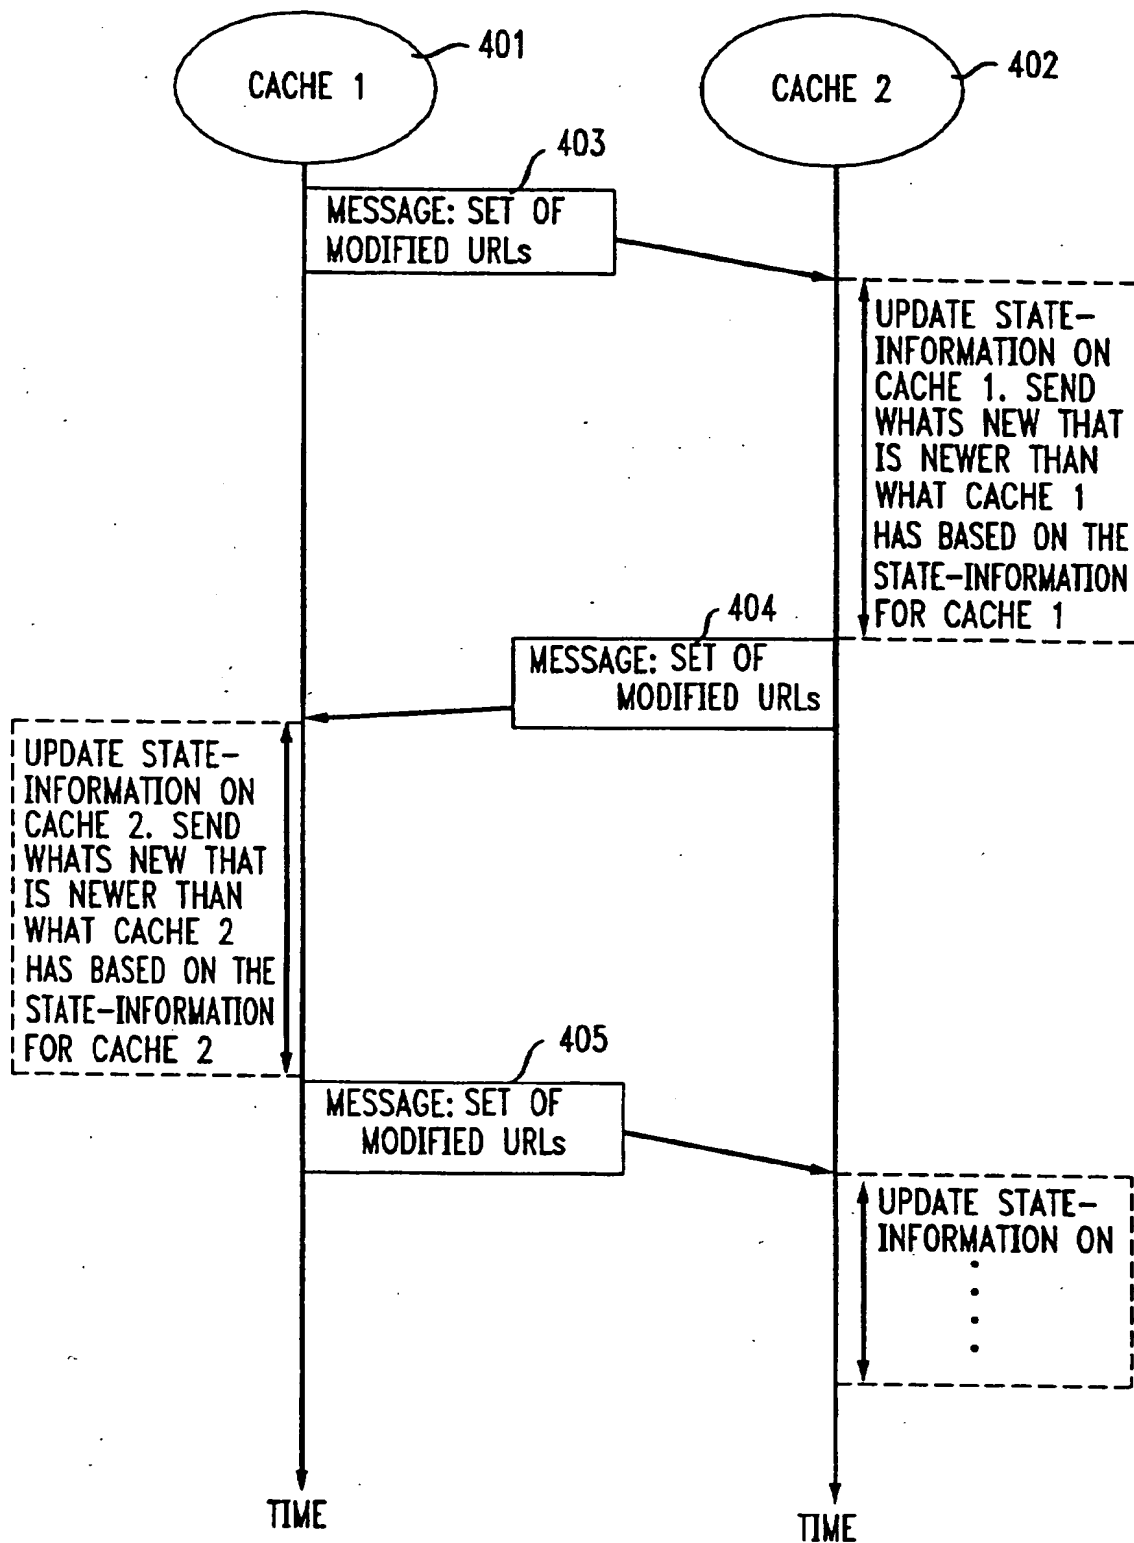 401
CACHE 1
402
CACHE 2
403
MESSAGE: SET OF
MODIFIED URLs
UPDATE STATE-
INFORMATION ON
CACHE 1. SEND
WHATS NEW THAT
IS NEWER THAN
WHAT CACHE 1
HAS BASED ON THE
STATE-INFORMATION
FOR CACHE 1
404
MESSAGE: SET OF
MODIFIED URLs
UPDATE STATE-
INFORMATION ON
CACHE 2. SEND
WHATS NEW THAT
IS NEWER THAN
WHAT CACHE 2
HAS BASED ON THE
STATE-INFORMATION
FOR CACHE 2
405
MESSAGE: SET OF
MODIFIED URLs
UPDATE STATE-
INFORMATION ON
TIME
TIME